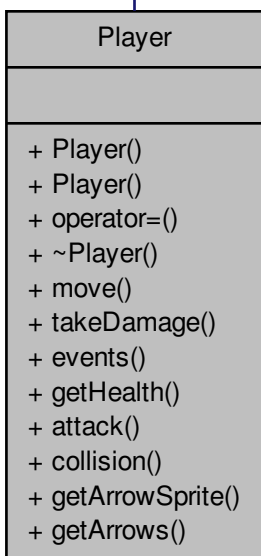 Player
+ Player()
+ Player()
+ operator=()
+ ~Player()
+ move()
+ takeDamage()
+ events()
+ getHealth()
+ attack()
+ collision()
+ getArrowSprite()
+ getArrows()